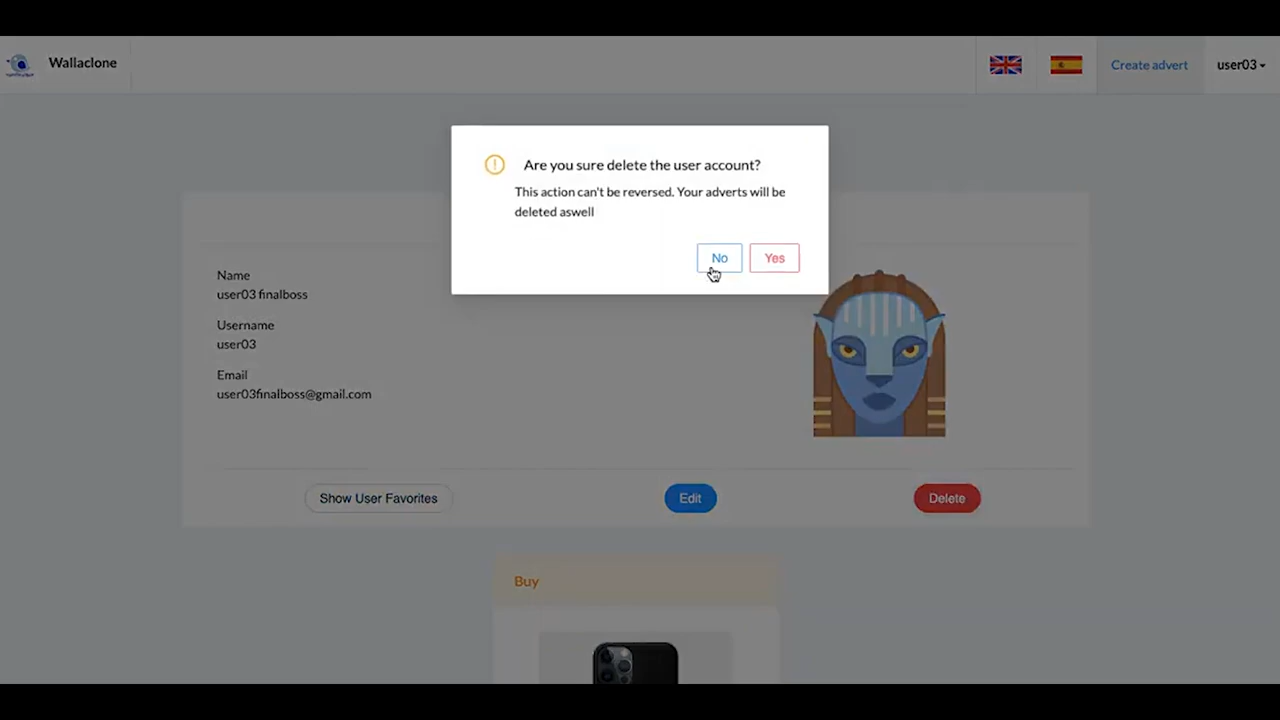 Wallaclone
Create advert
user03
Are you sure delete the user account?
This action can't be reversed. Your adverts will be
deleted aswell
No
Yes
Name
user03 finalboss
Username
user03
Email
user03finalboss@gmail.com
Show User Favorites
Edit
Delete
Buy